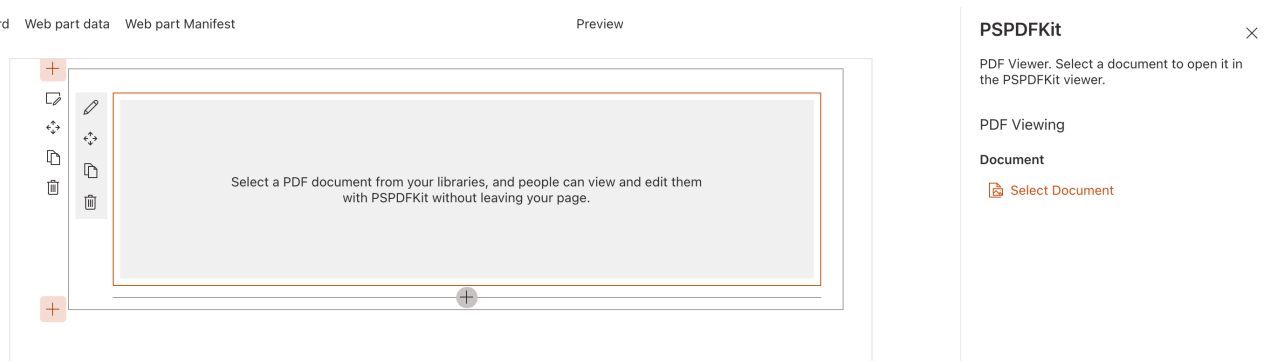 Web part data
Web part Manifest
Preview
Select a PDF document from your libraries, and people can view and edit them
with PSPDFKit without leaving your page.
PSPDFKit
PDF Viewer. Select a document to open it in
the PSPDFKit viewer.
PDF Viewing
Document
Select Document